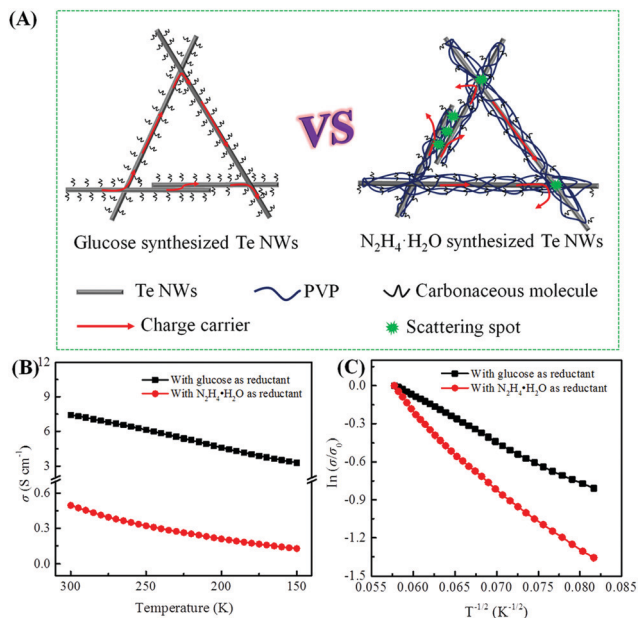 (A)
VS
Glucose synthesized Te NWs
N₂H₄·H₂O synthesized Te NWs
Te NWs
PVP
Carbonaceous molecule
Charge carrier
Scattering spot
(B)
12
9
6
3
0.6
0.3
0.0
σ (S cm⁻¹)
With glucose as reductant
With N₂H₄•H₂O as reductant
300
250
200
150
Temperature (K)
(C)
0.0
-0.3
-0.6
-0.9
-1.2
-1.5
ln (σ/σ₀)
With glucose as reductant
With N₂H₄•H₂O as reductant
0.055
0.060
0.065
0.070
0.075
0.080
0.085
T⁻¹/² (K⁻¹/²)